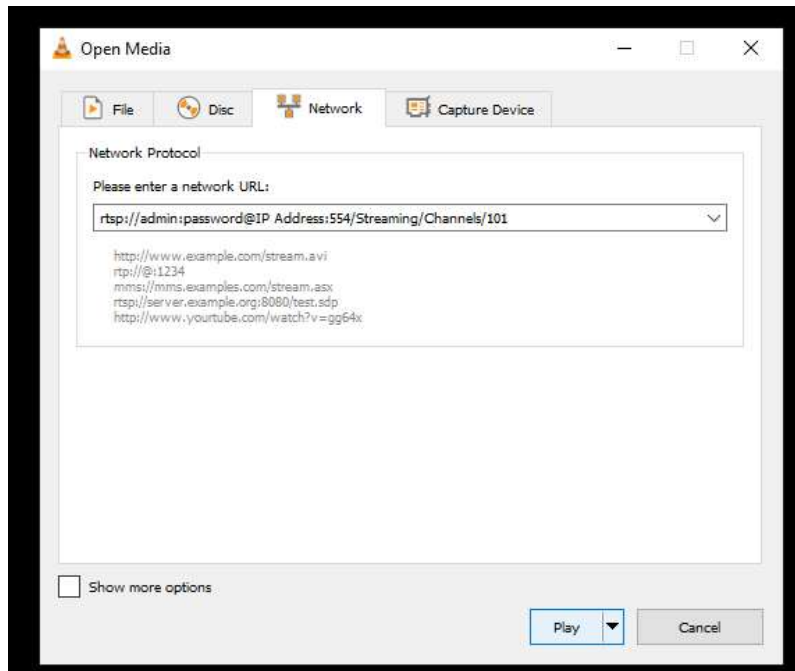 Open Media
File Disc Network Capture Device
Network Protocol
Please enter a network URL:
rtsp://admin:password@IP Address:554/Streaming/Channels/101
http://www.example.com/stream.avi
rtp://@:1234
mms://mms.examples.com/stream.asx
rtsp://server.example.org:8080/test.sdp
http://www.yourtube.com/watch?v=gg64x
Show more options
Play Cancel